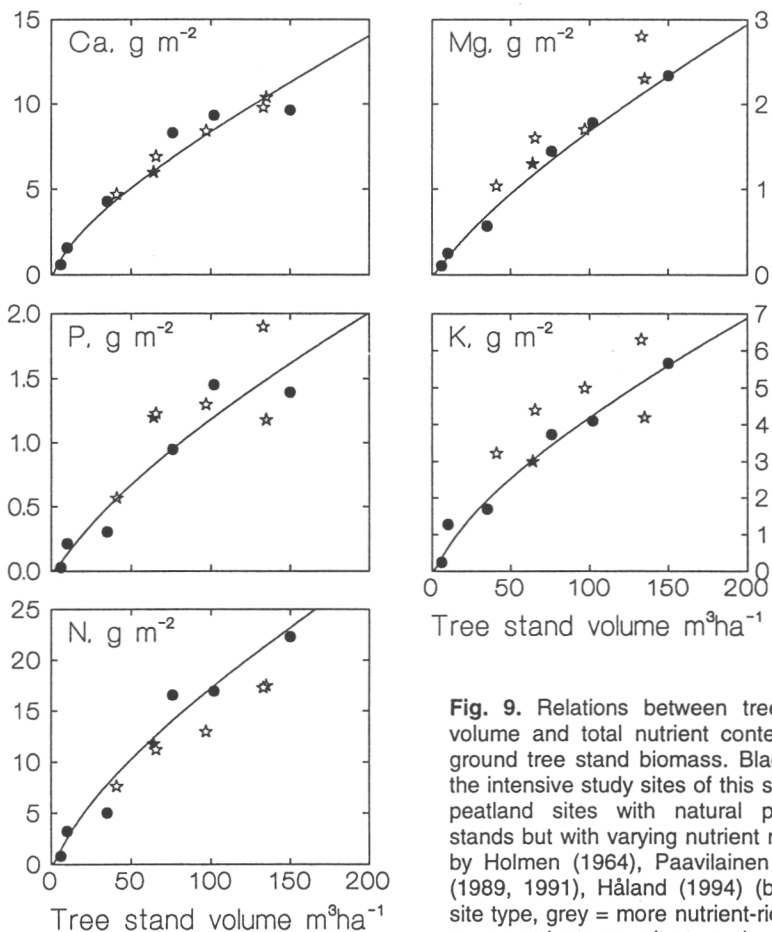 Ca, g m⁻²
15
10
5
0
Mg, g m⁻²
3
2
1
0
P, g m⁻²
2.0
1.5
1.0
0.5
0.0
K, g m⁻²
7
6
5
4
3
2
1
0
0 50 100 150 200
Tree stand volume m³ha⁻¹
N, g m⁻²
25
20
15
10
5
0
0 50 100 150 200
Tree stand volume m³ha⁻¹
Fig. 9. Relations between tree
volume and total nutrient conte
ground tree stand biomass. Bla
the intensive study sites of this s
peatland sites with natural p
stands but with varying nutrient r
by Holmen (1964), Paavilainen
(1989, 1991), Håland (1994) (b
site type, grey = more nutrient-ric